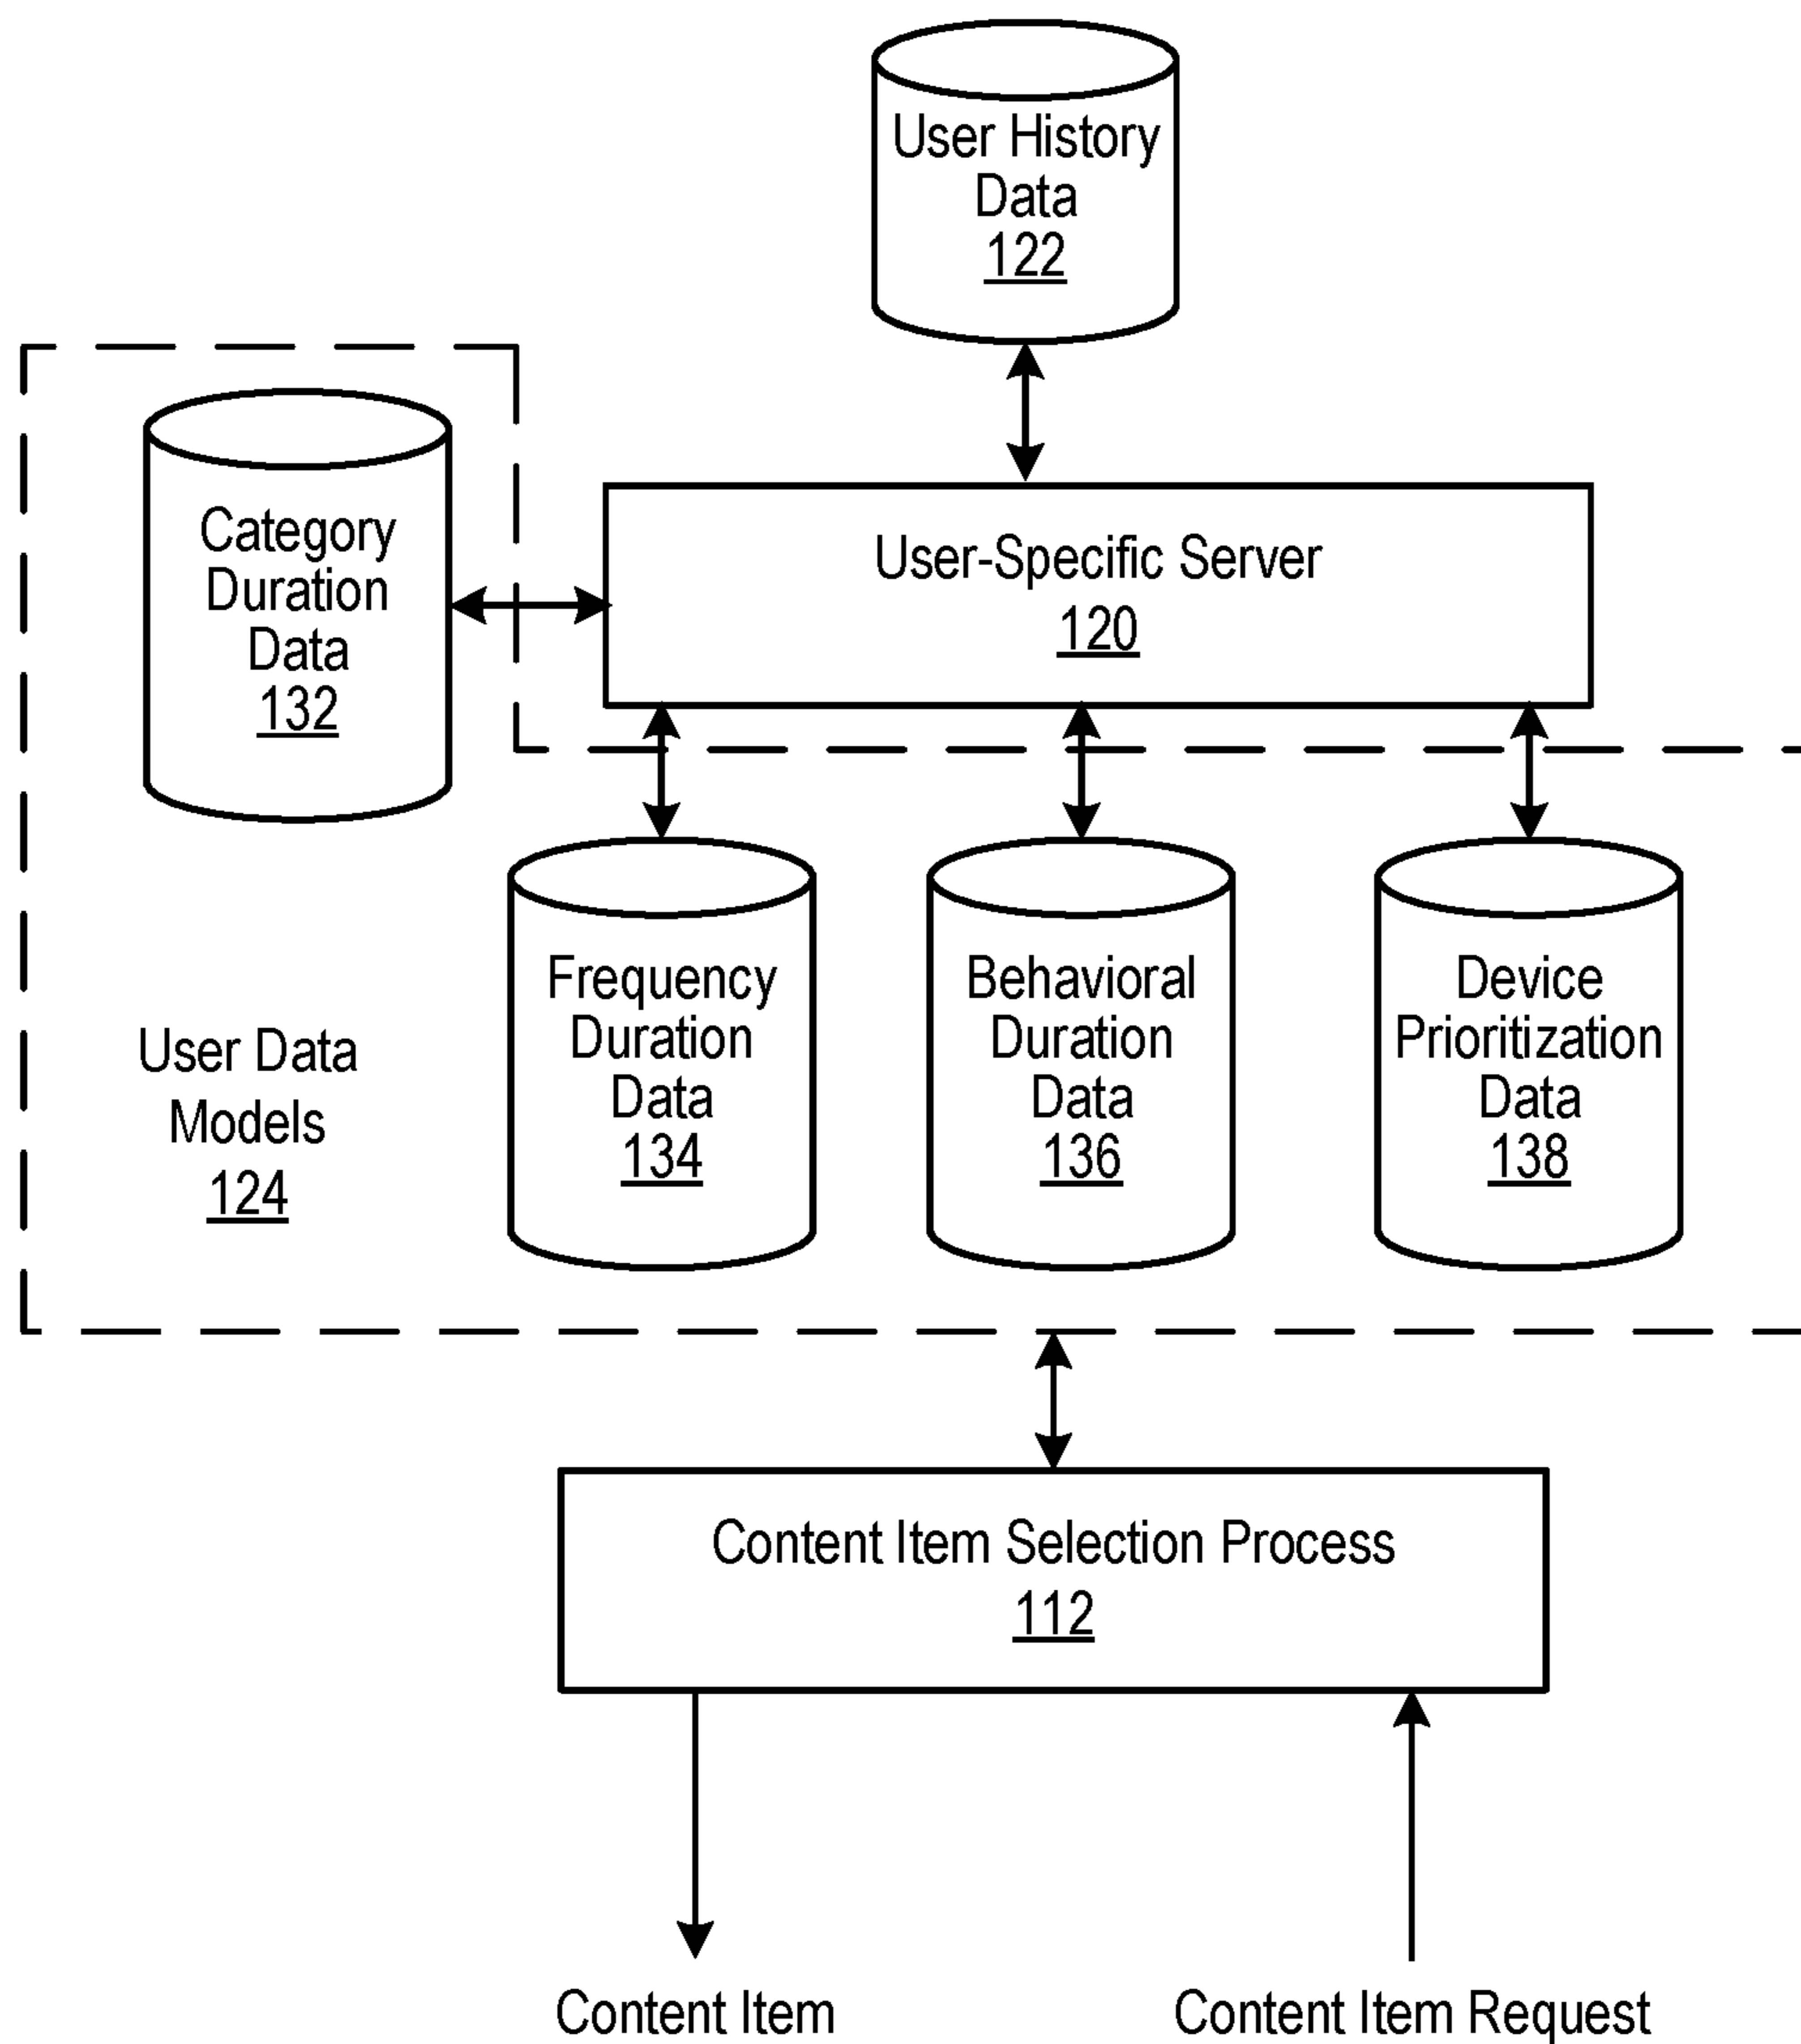 User History
Data
122
Category
Duration
Data
132
User-Specific Server
120
Frequency
Duration
Data
134
Behavioral
Duration
Data
136
Device
Prioritization
Data
138
User Data
Models
124
Content Item Selection Process
112
Content Item
Content Item Request